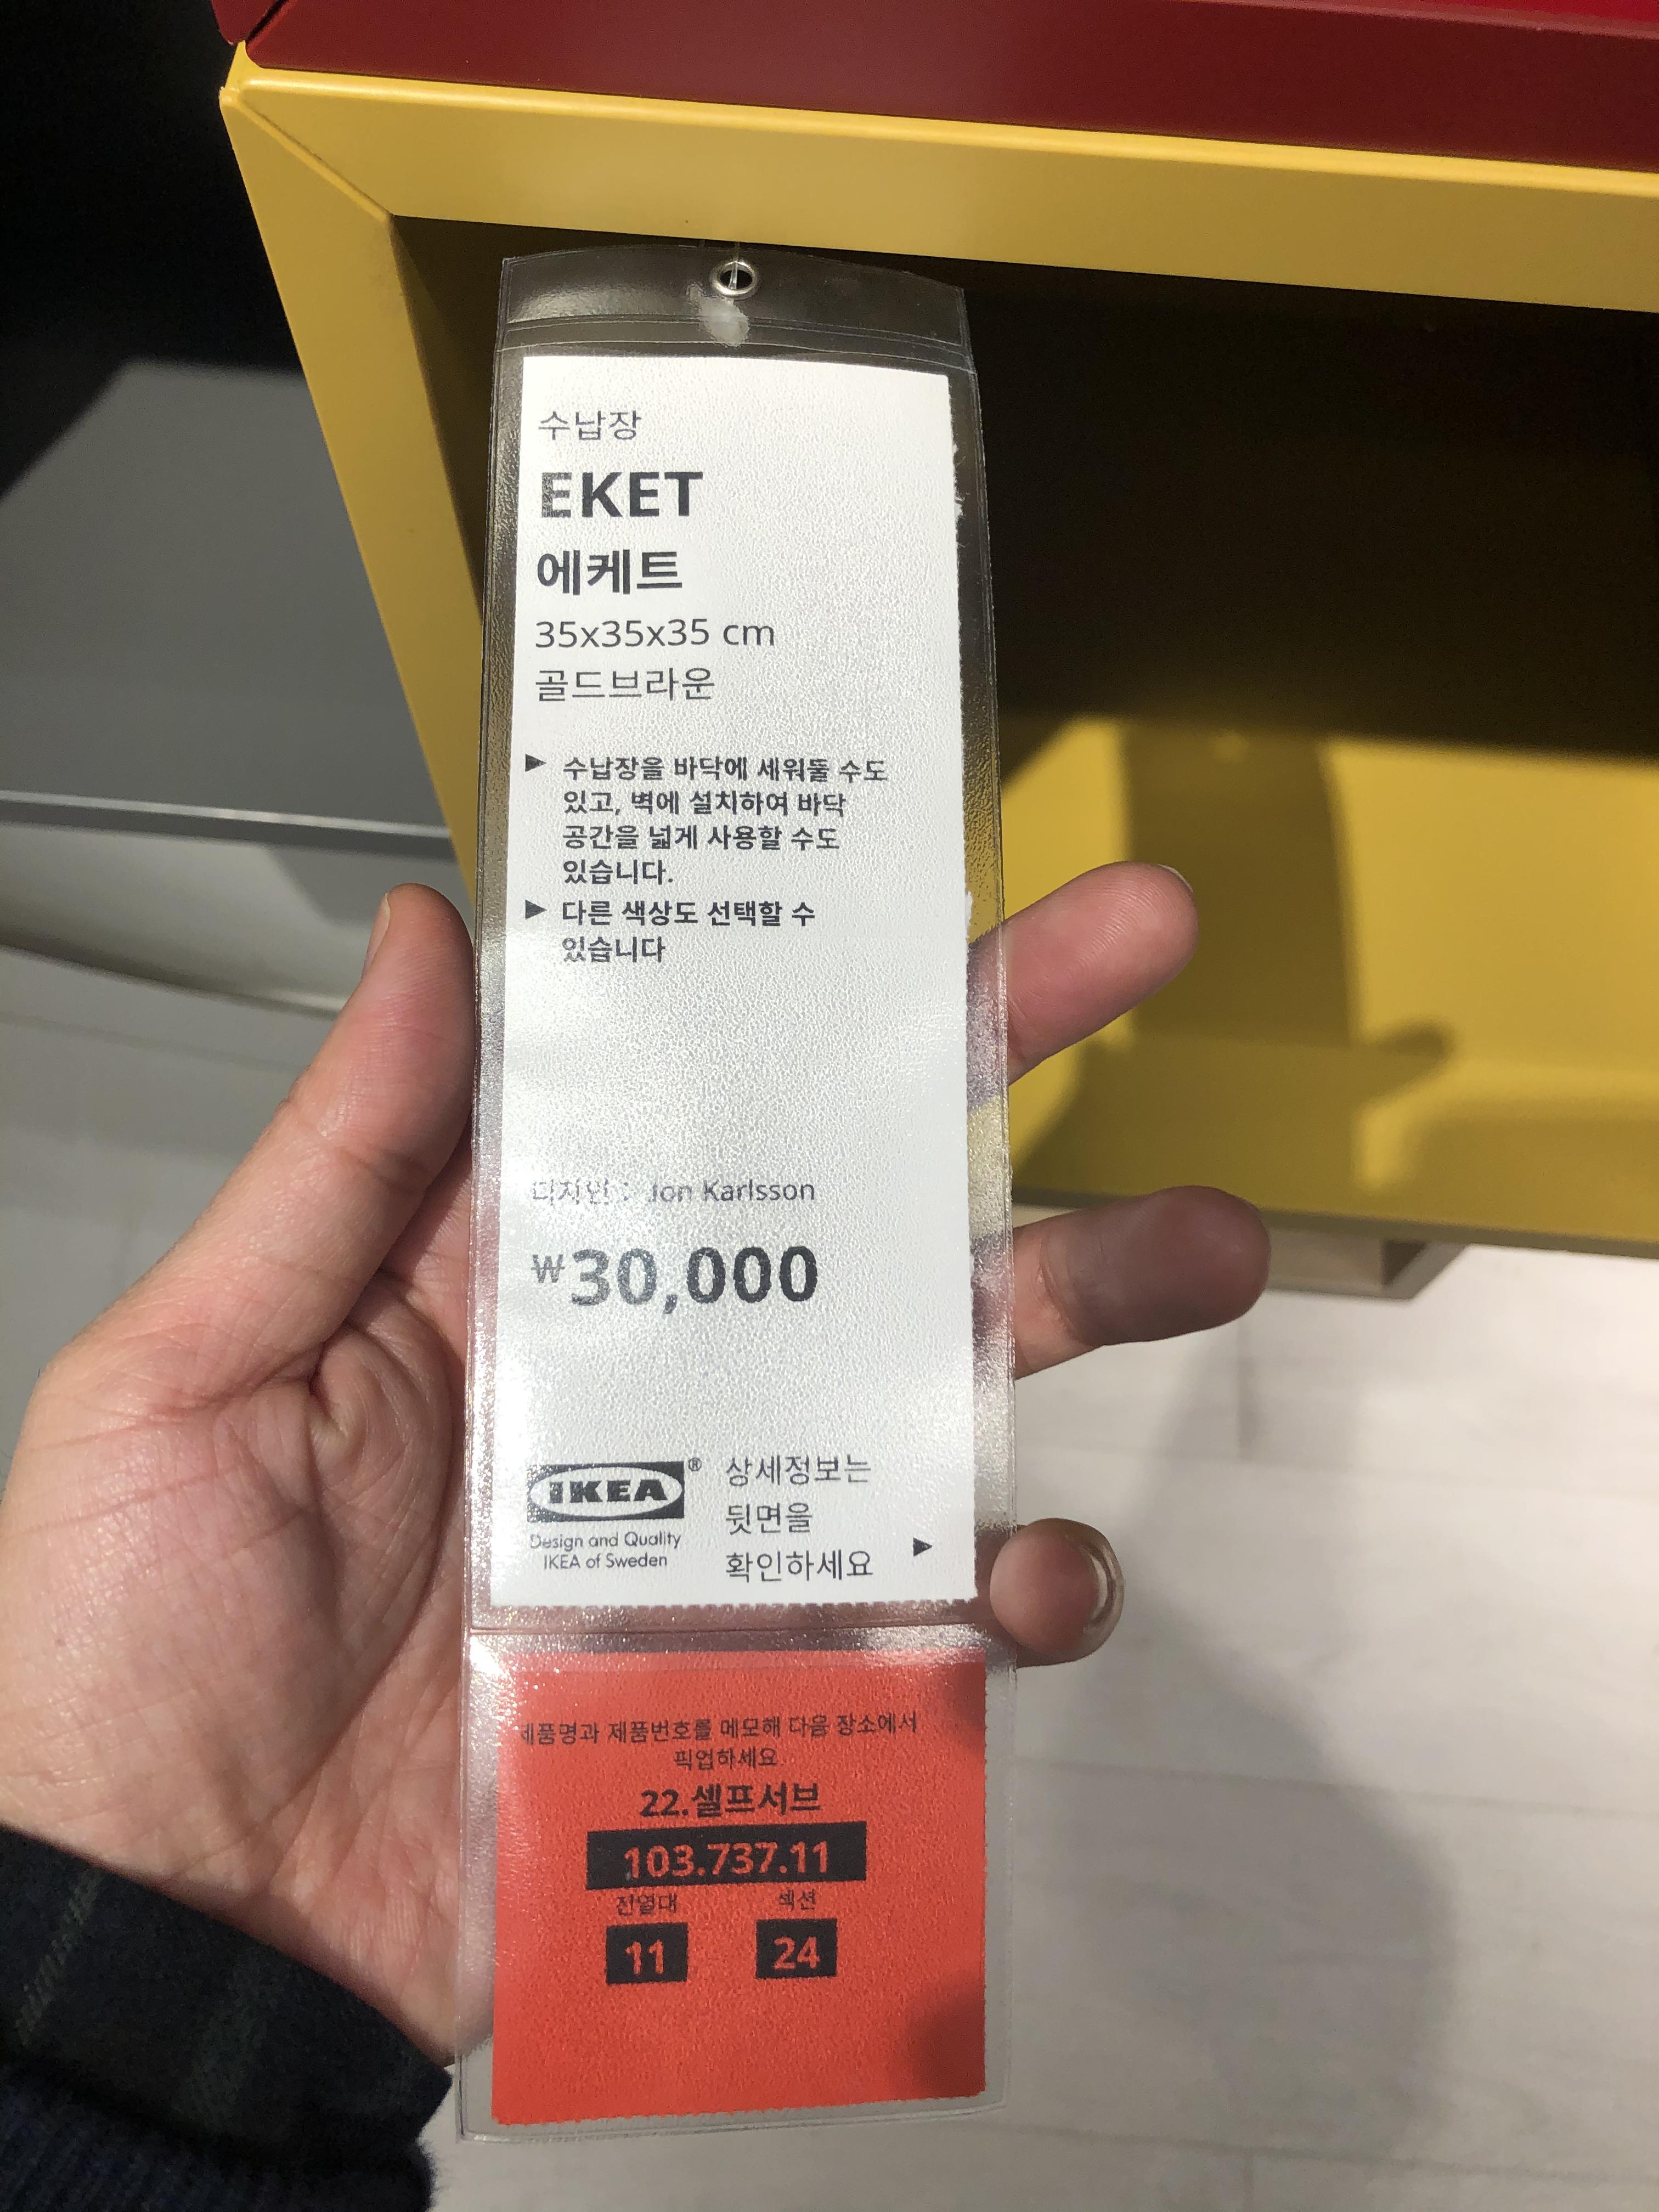 수납장
EKET
에케트
35x35x35 cm
골드브라운
▶ 수납장을 바닥에 세워둘 수도
있고, 벽에 설치하여 바닥
공간을 넓게 사용할 수도
있습니다.
▶ 다른 색상도 선택할 수
있습니다
디자인 : Jon Karlsson
₩30,000
IKEA®
Design and Quality
IKEA of Sweden
상세정보는
뒷면을
확인하세요 ▶
제품명과 제품번호를 메모해 다음 장소에서
픽업하세요
22.셀프서브
103.737.11
진열대 섹션
11 24